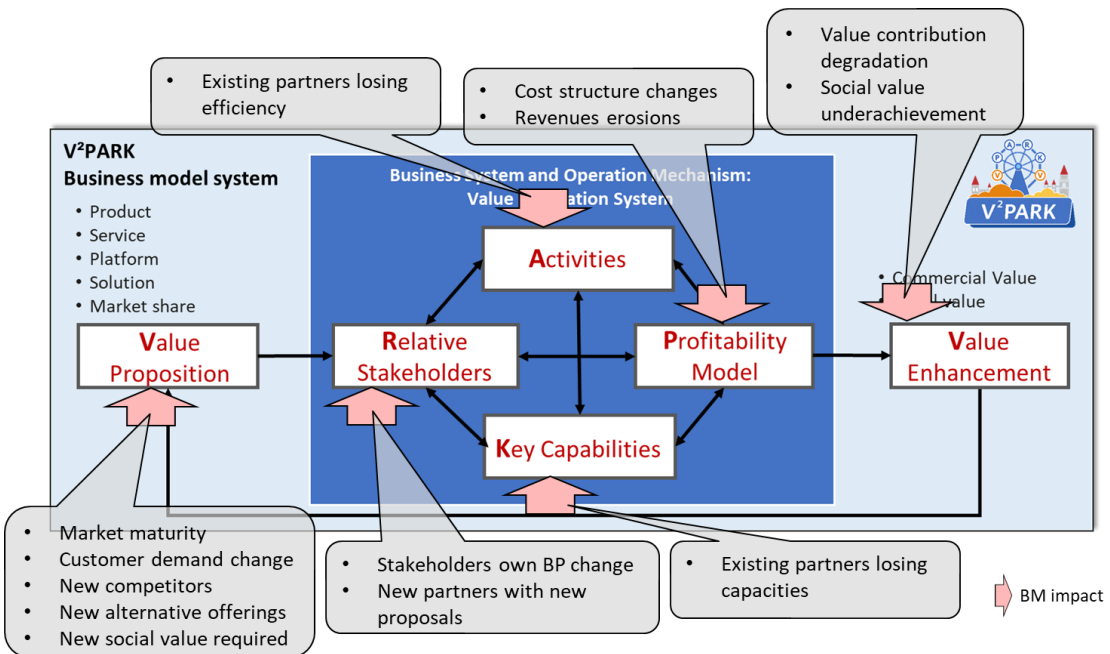 • Value contribution
degradation
• Social value
underachievement
• Existing partners losing
efficiency
• Cost structure changes
• Revenues erosions
V²PARK
Business model system
• Product
• Service
• Platform
• Solution
• Market share
Business System and Operation Mechanism:
Value ation System
P A R K
V V
V²PARK
Activities
• Commercial Value
value
Value
Proposition
Relative
Stakeholders
Profitability
Model
Value
Enhancement
Key Capabilities
• Market maturity
• Customer demand change
• New competitors
• New alternative offerings
• New social value required
• Stakeholders own BP change
• New partners with new
proposals
• Existing partners losing
capacities
BM impact